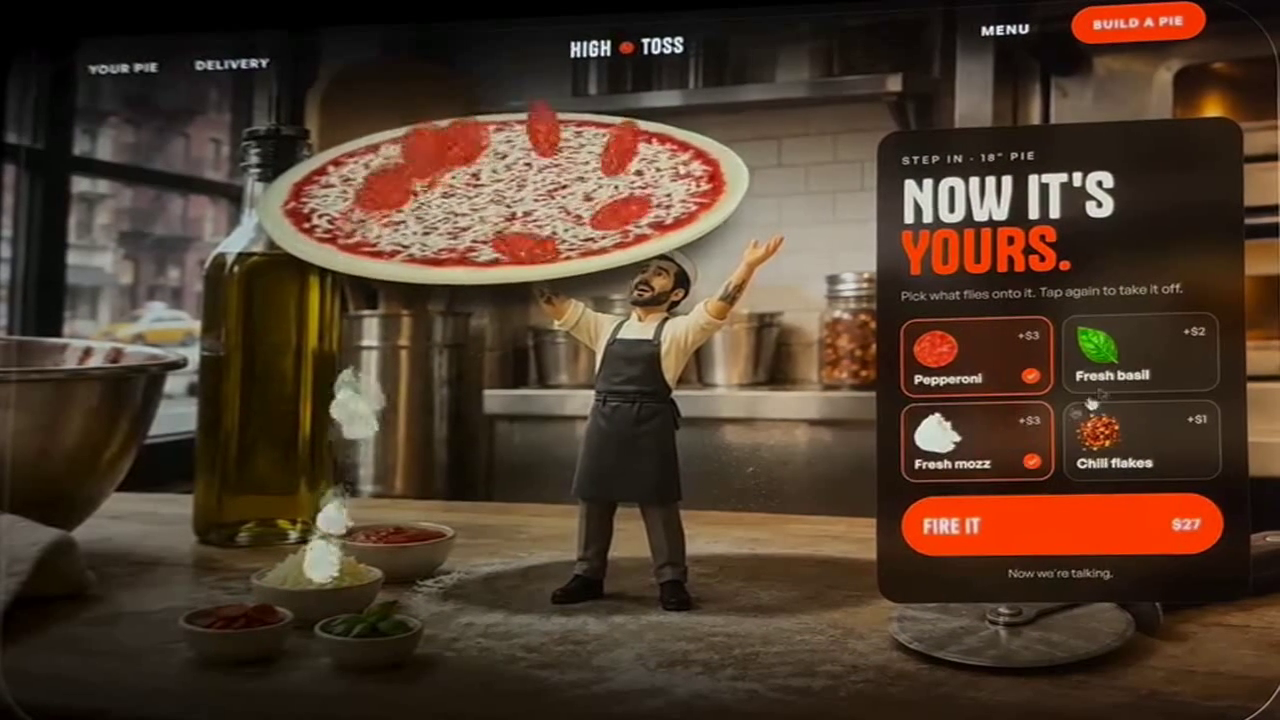 YOUR PIE
DELIVERY
HIGH TOSS
MENU
BUILD A PIE
STEP IN · 18" PIE
NOW IT'S
YOURS.
Pick what flies onto it. Tap again to take it off.
+$3
Pepperoni
+$2
Fresh basil
+$3
Fresh mozz
+$1
Chili flakes
FIRE IT
$27
Now we're talking.